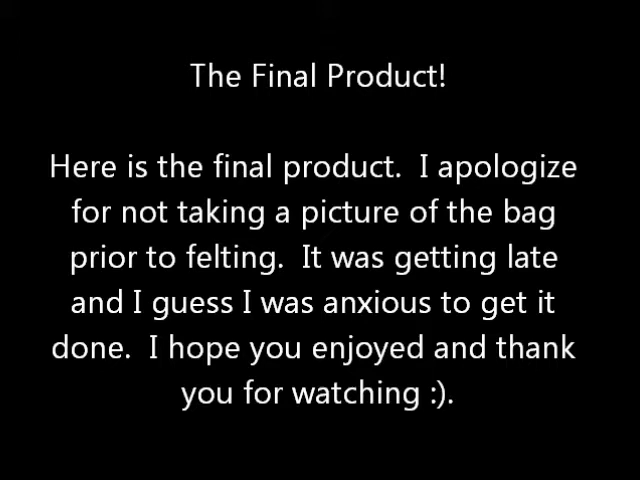 The Final Product!
Here is the final product.  I apologize
for not taking a picture of the bag
prior to felting.  It was getting late
and I guess I was anxious to get it
done.  I hope you enjoyed and thank
you for watching :).